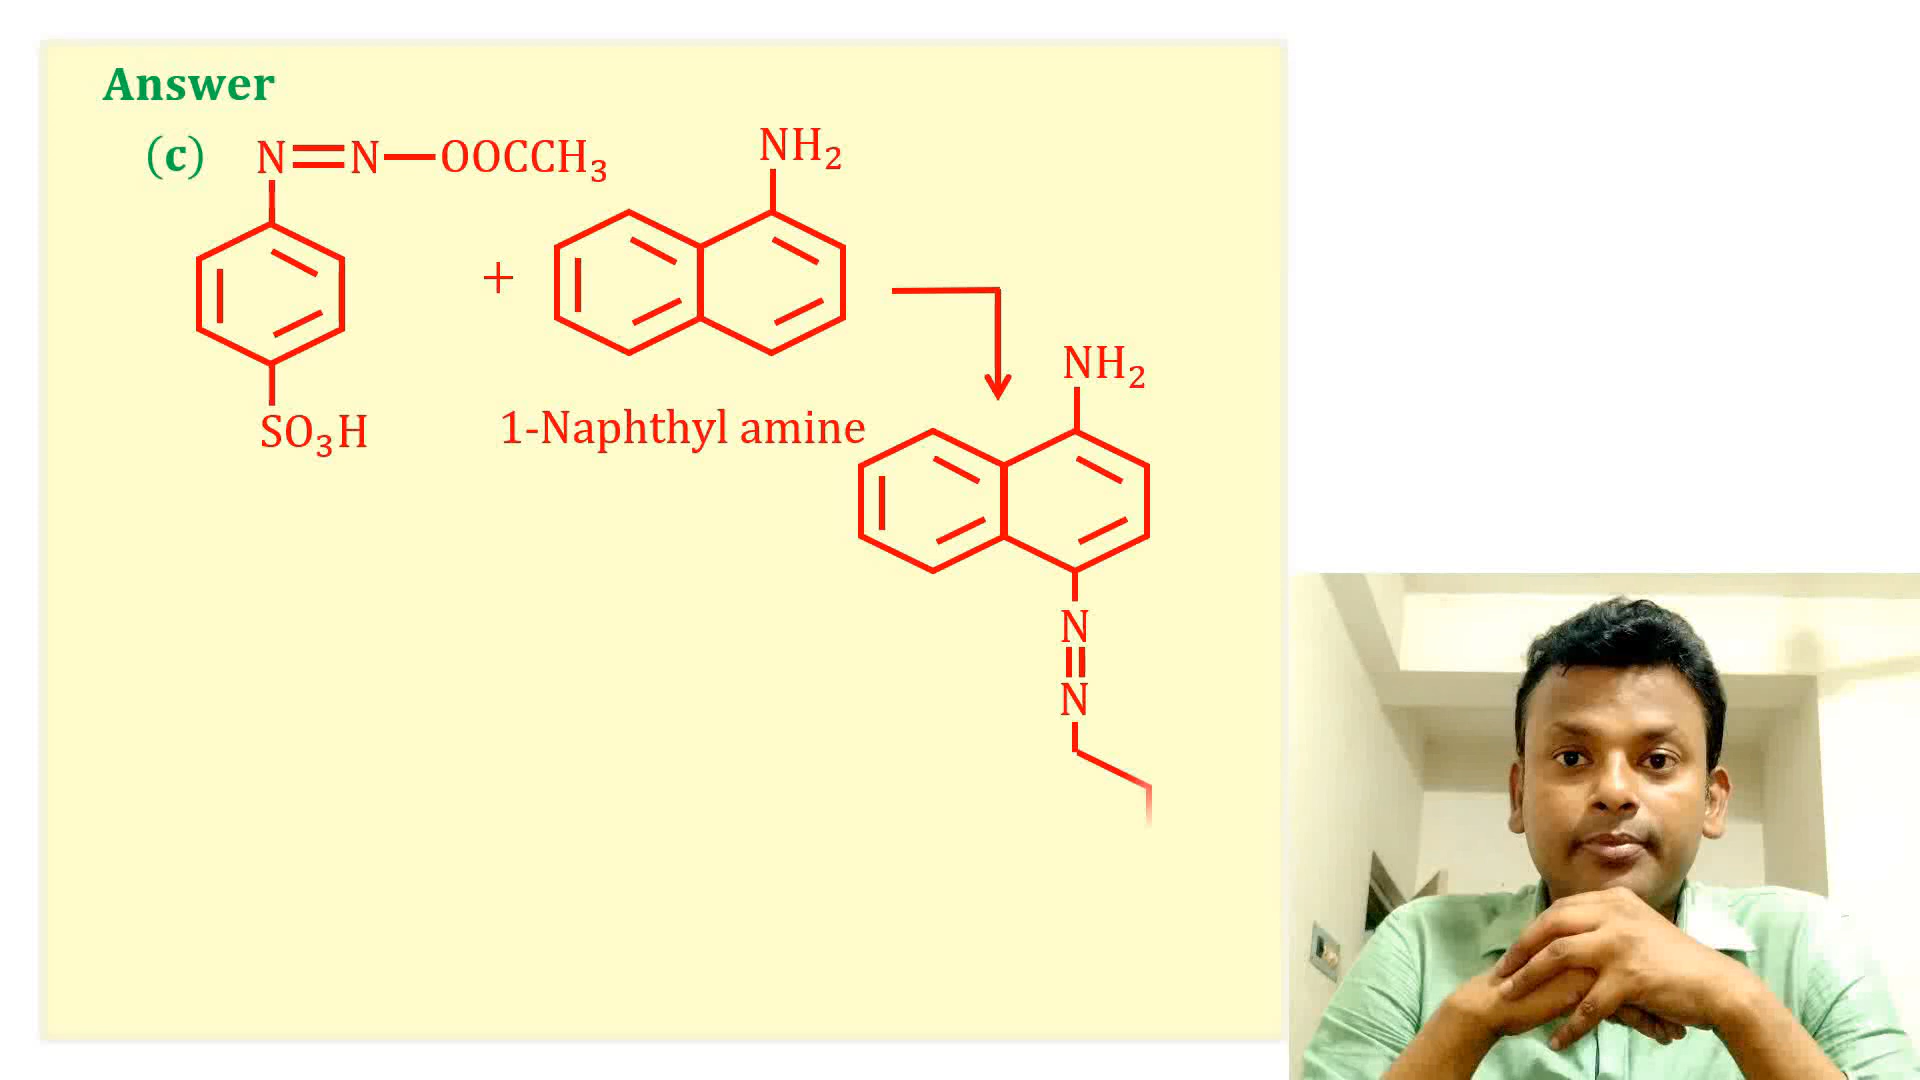 Answer
(c) N=N—OOCCH₃
NH₂
+
SO₃H
1-Naphthyl amine
NH₂
N
N